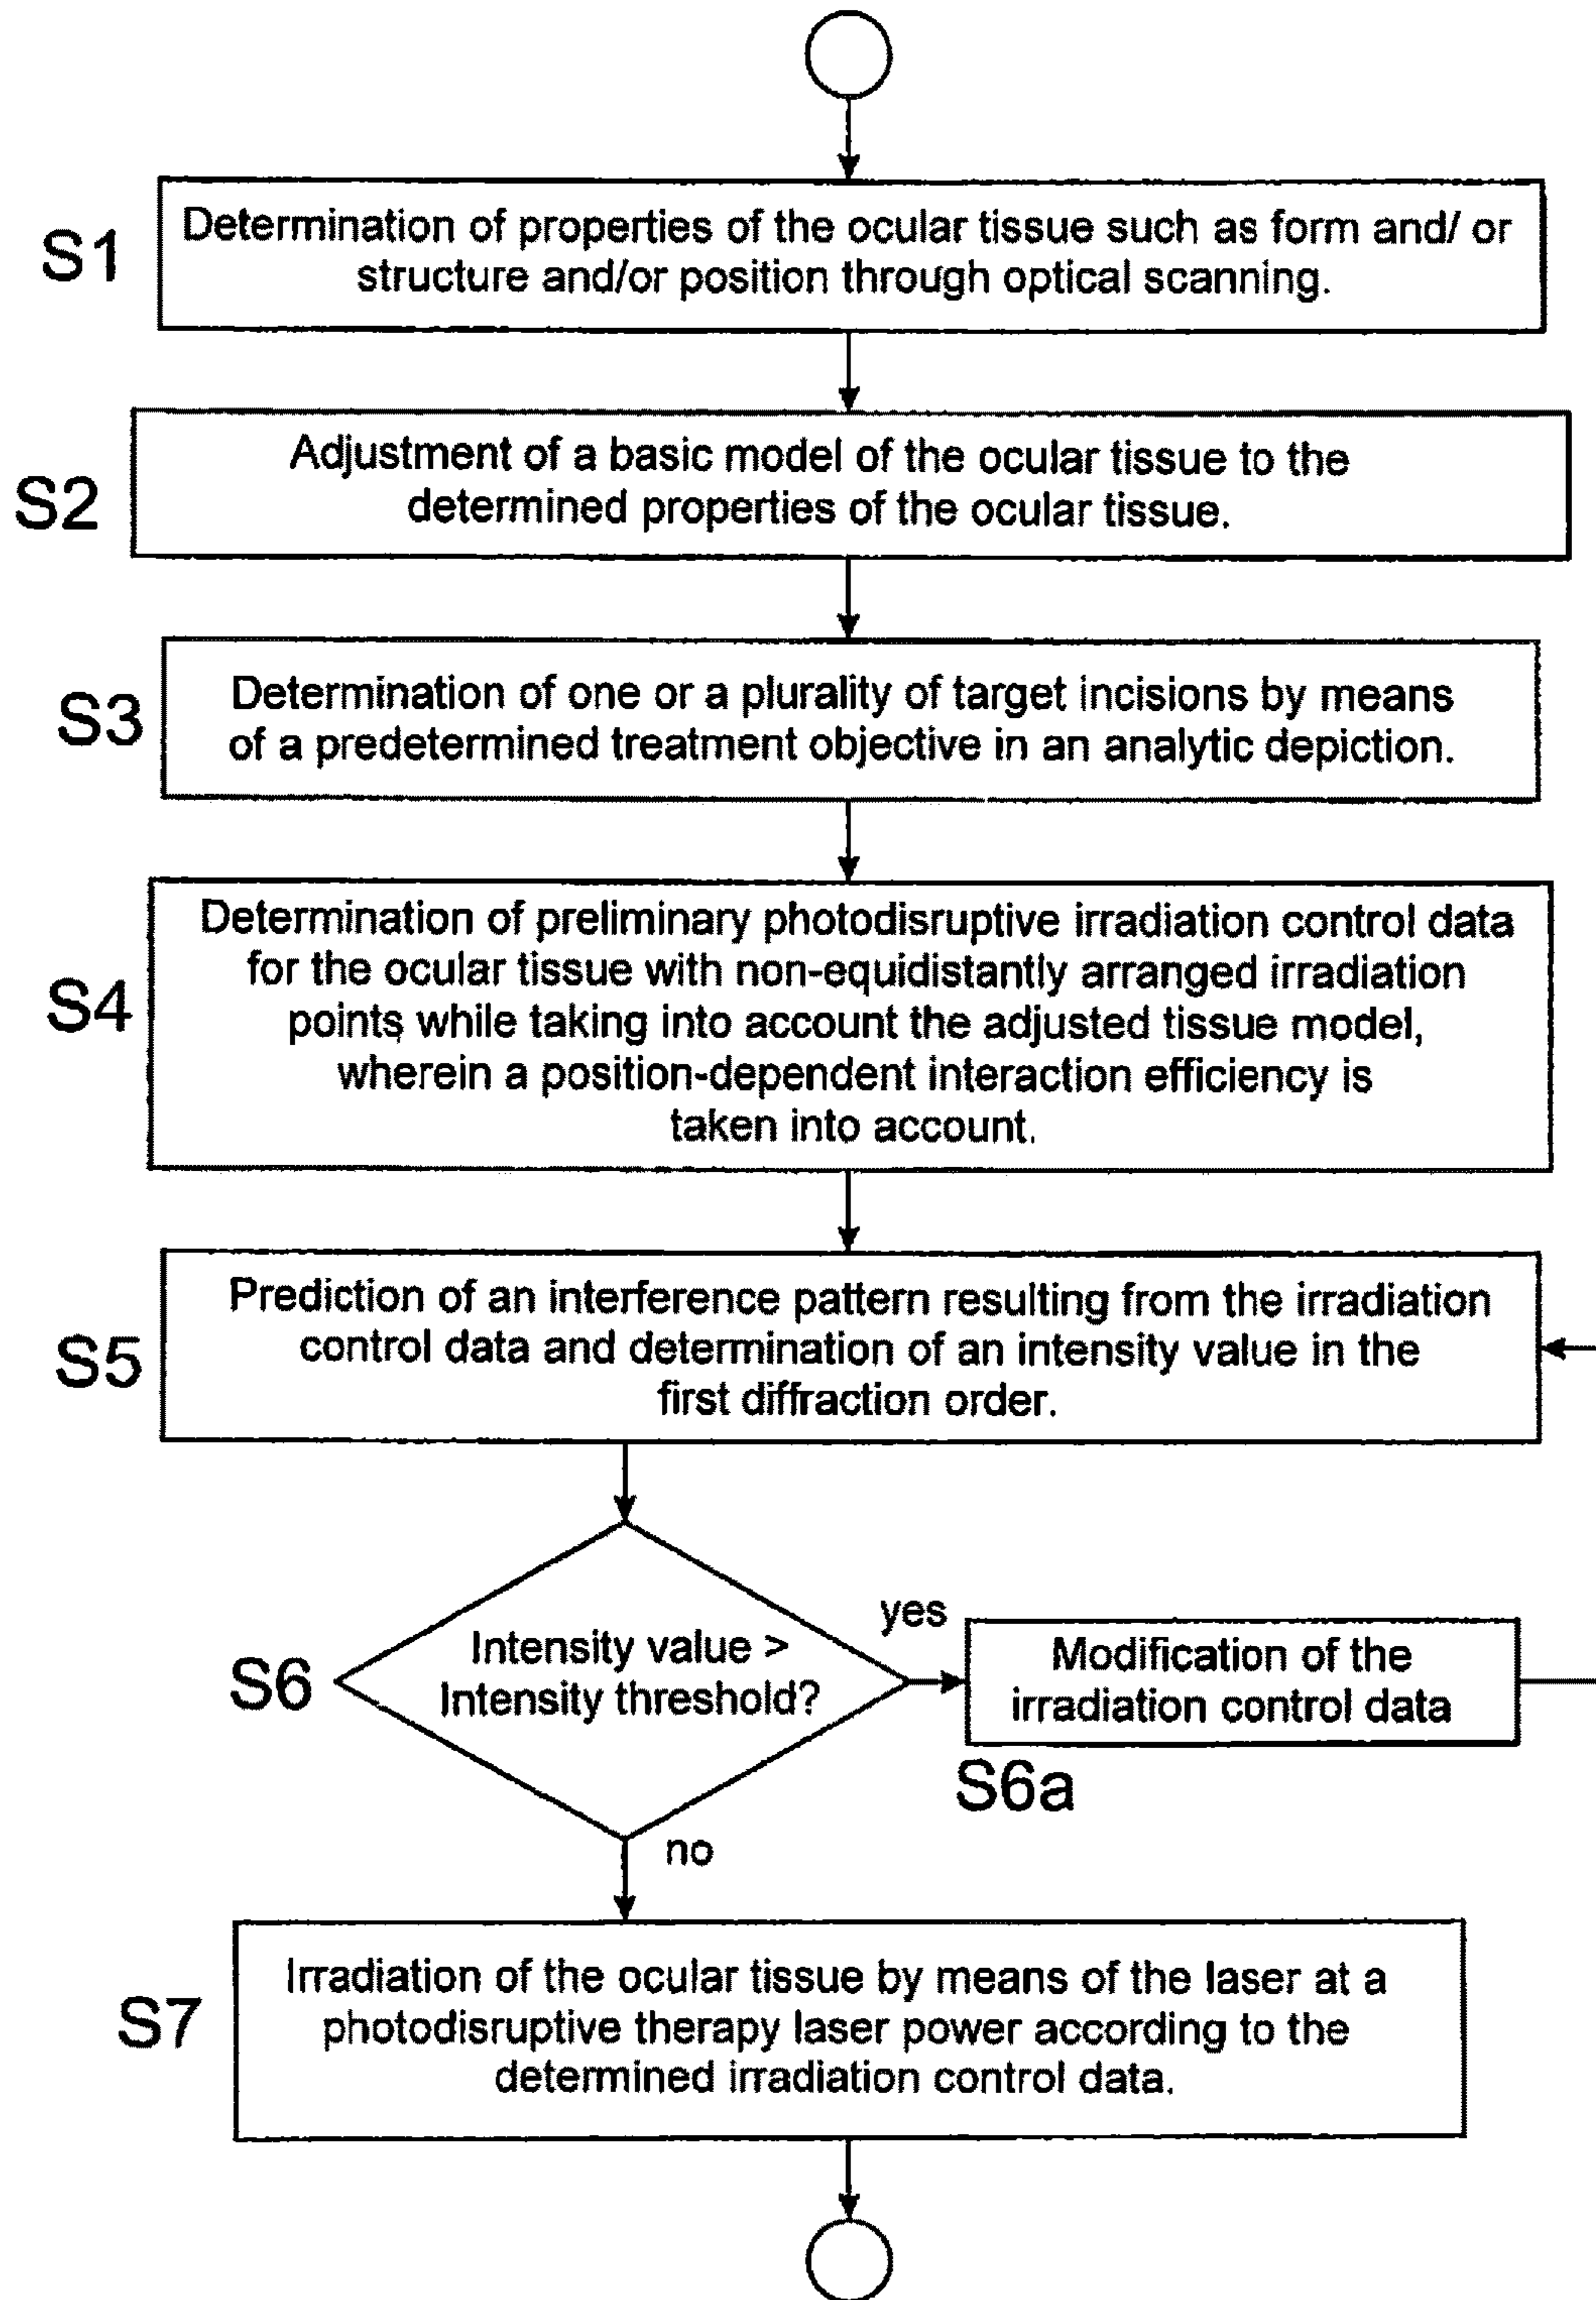 S1
Determination of properties of the ocular tissue such as form and/ or
structure and/or position through optical scanning.
S2
Adjustment of a basic model of the ocular tissue to the
determined properties of the ocular tissue.
S3
Determination of one or a plurality of target incisions by means
of a predetermined treatment objective in an analytic depiction.
S4
Determination of preliminary photodisruptive irradiation control data
for the ocular tissue with non-equidistantly arranged irradiation
points while taking into account the adjusted tissue model,
wherein a position-dependent interaction efficiency is
taken into account.
S5
Prediction of an interference pattern resulting from the irradiation
control data and determination of an intensity value in the
first diffraction order.
S6
Intensity value >
Intensity threshold?
yes
Modification of the
irradiation control data
S6a
no
S7
Irradiation of the ocular tissue by means of the laser at a
photodisruptive therapy laser power according to the
determined irradiation control data.